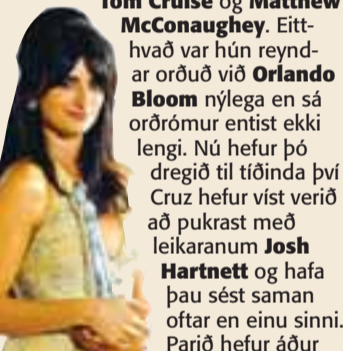 Tom Cruise og Matthew
McConaughey. Eitt-
hvað var hún reynd-
ar orðuð við Orlando
Bloom nýlega en sá
orðrómur entist ekki
lengi. Nú hefur þó
dregið til tíðinda því
Cruz hefur víst verið
að pukrast með
leikaranum Josh
Hartnett og hafa
þau sést saman
oftar en einu sinni.
Parið hefur áður